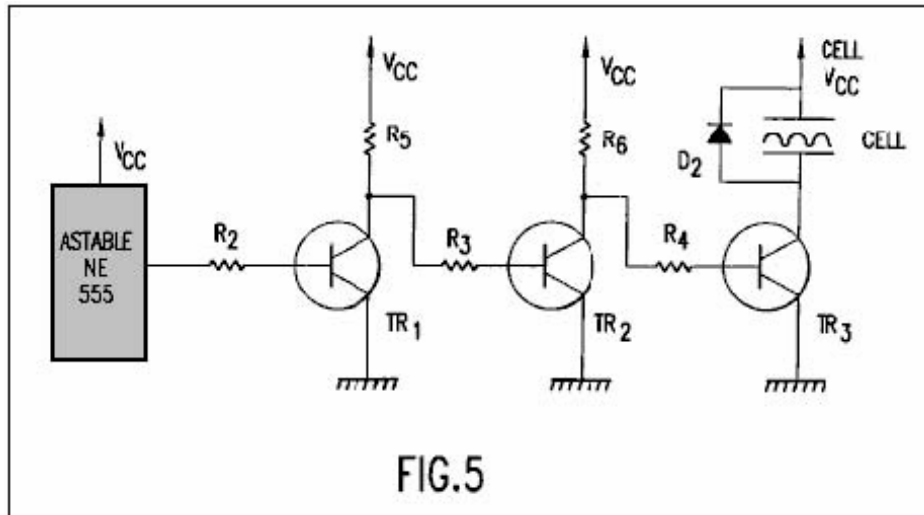 ASTABLE
NE
555
VCC
R2
TR1
VCC
R5
R3
TR2
VCC
R6
R4
TR3
D2
CELL
VCC
CELL
FIG.5